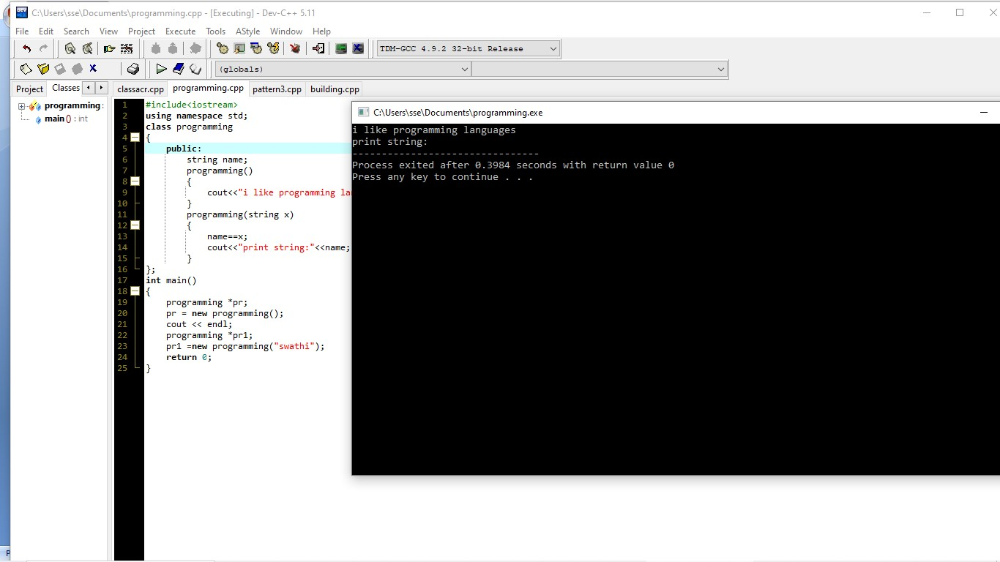 C:\Users\sse\Documents\programming.cpp - [Executing] - Dev-C++ 5.11
File Edit Search View Project Execute Tools AStyle Window Help
TDM-GCC 4.9.2 32-bit Release
(globals)
Project Classes classacr.cpp programming.cpp pattern3.cpp building.cpp
programming :
main () : int
1 #include<iostream>
2 using namespace std;
3 class programming
4 {
5 public:
6 string name;
7 programming()
8 {
9 cout<<"i like programming la
10 }
11 programming(string x)
12 {
13 name==x;
14 cout<<"print string:"<<name;
15 }
16 };
17 int main()
18 {
19 programming *pr;
20 pr = new programming();
21 cout << endl;
22 programming *pr1;
23 pr1 =new programming("swathi");
24 return 0;
25 }
C:\Users\sse\Documents\programming.exe
i like programming languages
print string:
--------------------------------
Process exited after 0.3984 seconds with return value 0
Press any key to continue . . .